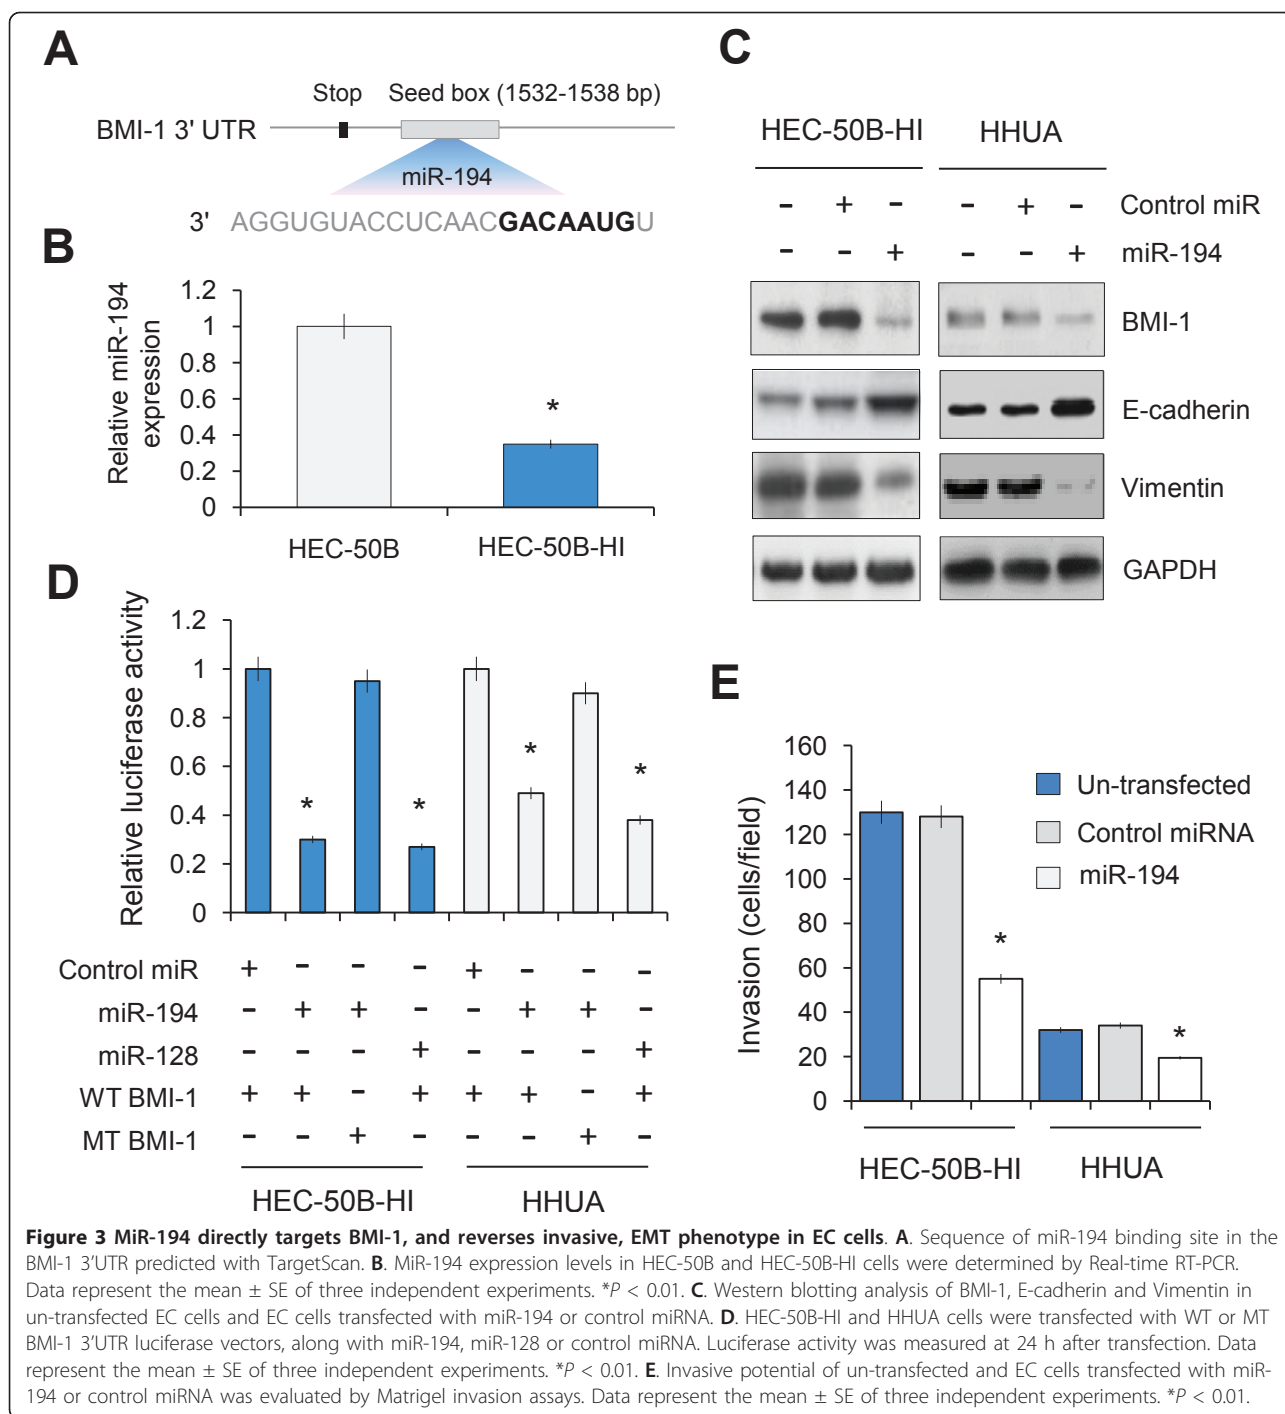 A
Stop Seed box (1532-1538 bp)
BMI-1 3' UTR
miR-194
3' AGGUGUACCUCAACGACAAUGU
B
Relative miR-194
expression
1.2
1
0.8
0.6
0.4
0.2
0
*
HEC-50B HEC-50B-HI
C
HEC-50B-HI HHUA
- + - - + - Control miR
- - + - - + miR-194
BMI-1
E-cadherin
Vimentin
GAPDH
D
Relative luciferase activity
1.2
1
0.8
0.6
0.4
0.2
0
* * * *
Control miR + - - - + - - -
miR-194 - + + - - + + -
miR-128 - - - + - - - +
WT BMI-1 + + - + + + - +
MT BMI-1 - - + - - - + -
HEC-50B-HI HHUA
E
Invasion (cells/field)
160
140
120
100
80
60
40
20
0
Un-transfected
Control miRNA
miR-194
* *
HEC-50B-HI HHUA
Figure 3 MiR-194 directly targets BMI-1, and reverses invasive, EMT phenotype in EC cells. A. Sequence of miR-194 binding site in the
BMI-1 3’UTR predicted with TargetScan. B. MiR-194 expression levels in HEC-50B and HEC-50B-HI cells were determined by Real-time RT-PCR.
Data represent the mean ± SE of three independent experiments. *P < 0.01. C. Western blotting analysis of BMI-1, E-cadherin and Vimentin in
un-transfected EC cells and EC cells transfected with miR-194 or control miRNA. D. HEC-50B-HI and HHUA cells were transfected with WT or MT
BMI-1 3’UTR luciferase vectors, along with miR-194, miR-128 or control miRNA. Luciferase activity was measured at 24 h after transfection. Data
represent the mean ± SE of three independent experiments. *P < 0.01. E. Invasive potential of un-transfected and EC cells transfected with miR-
194 or control miRNA was evaluated by Matrigel invasion assays. Data represent the mean ± SE of three independent experiments. *P < 0.01.